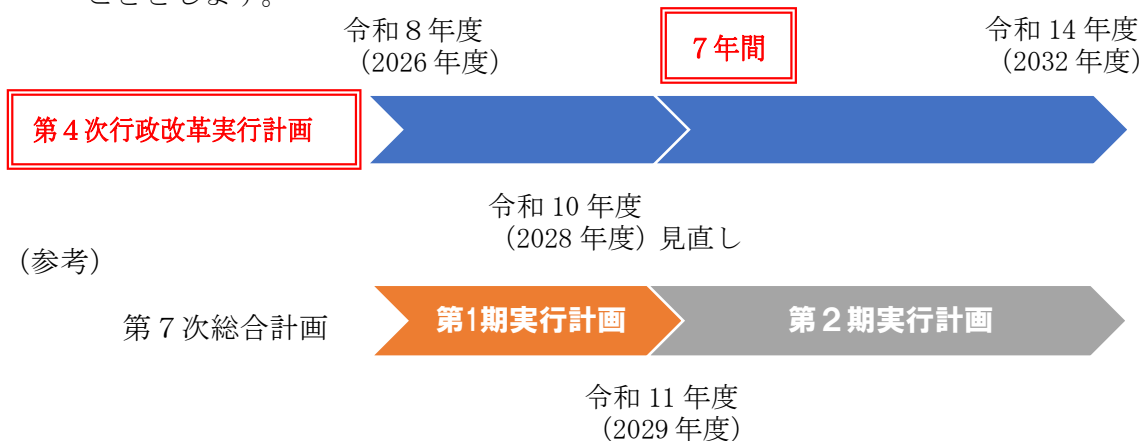 こととします。
令和８年度
（2026 年度）
７年間
令和 14 年度
（2032 年度）
第４次行政改革実行計画
令和 10 年度
（2028 年度）見直し
（参考）
第７次総合計画
第1期実行計画
第２期実行計画
令和 11 年度
（2029 年度）